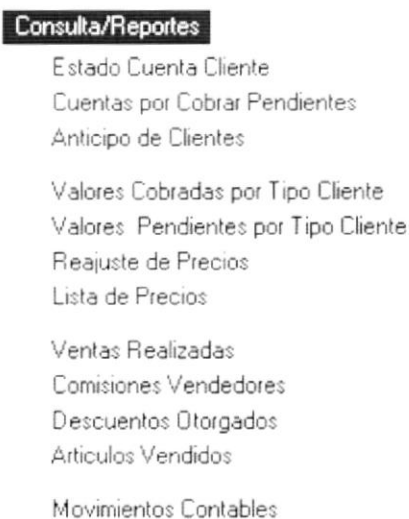 Consulta/Reportes
Estado Cuenta Cliente
Cuentas por Cobrar Pendientes
Anticipo de Clientes
Valores Cobradas por Tipo Cliente
Valores Pendientes por Tipo Cliente
Reajuste de Precios
Lista de Precios
Ventas Realizadas
Comisiones Vendedores
Descuentos Otorgados
Articulos Vendidos
Movimientos Contables